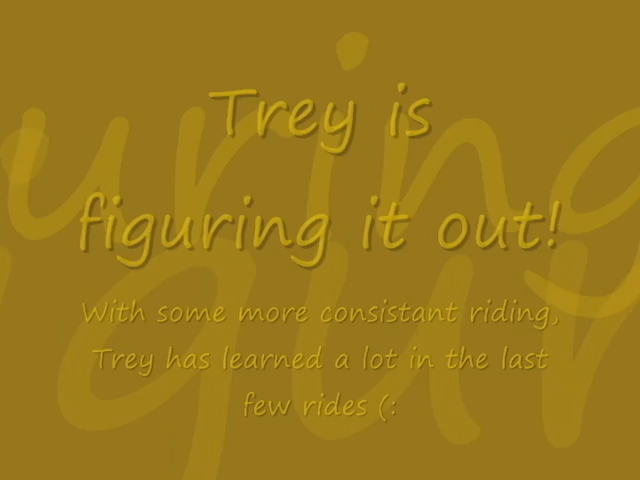 Trey is
figuring it out!
With some more consistant riding,
Trey has learned a lot in the last
few rides (: